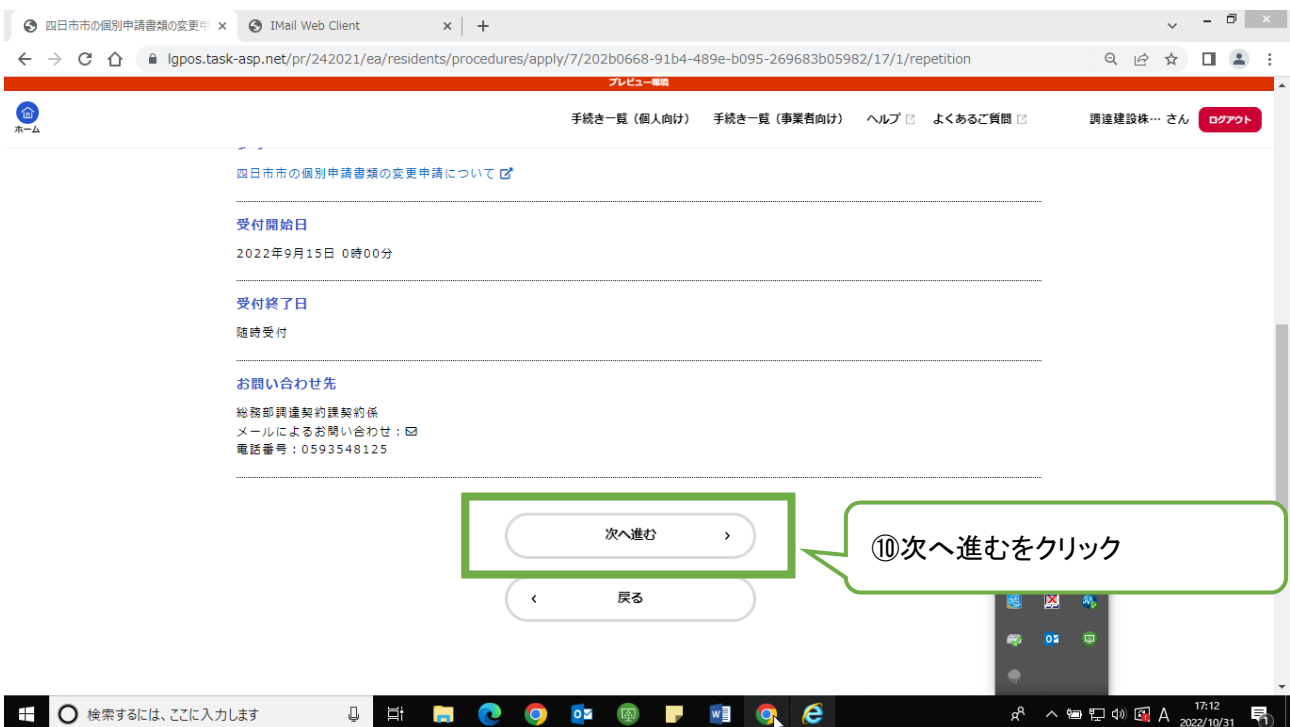 四日市市の個別申請書類の変更申
IMail Web Client
lgpos.task-asp.net/pr/242021/ea/residents/procedures/apply/7/202b0668-91b4-489e-b095-269683b05982/17/1/repetition
プレビュー環境
ホーム
手続き一覧（個人向け） 手続き一覧（事業者向け） ヘルプ よくあるご質問 調達建設株… さん ログアウト
四日市市の個別申請書類の変更申請について
受付開始日
2022年9月15日 0時00分
受付終了日
随時受付
お問い合わせ先
総務部調達契約課契約係
メールによるお問い合わせ：
電話番号：0593548125
次へ進む
⑩次へ進むをクリック
戻る
検索するには、ここに入力します
A
17:12
2022/10/31
1